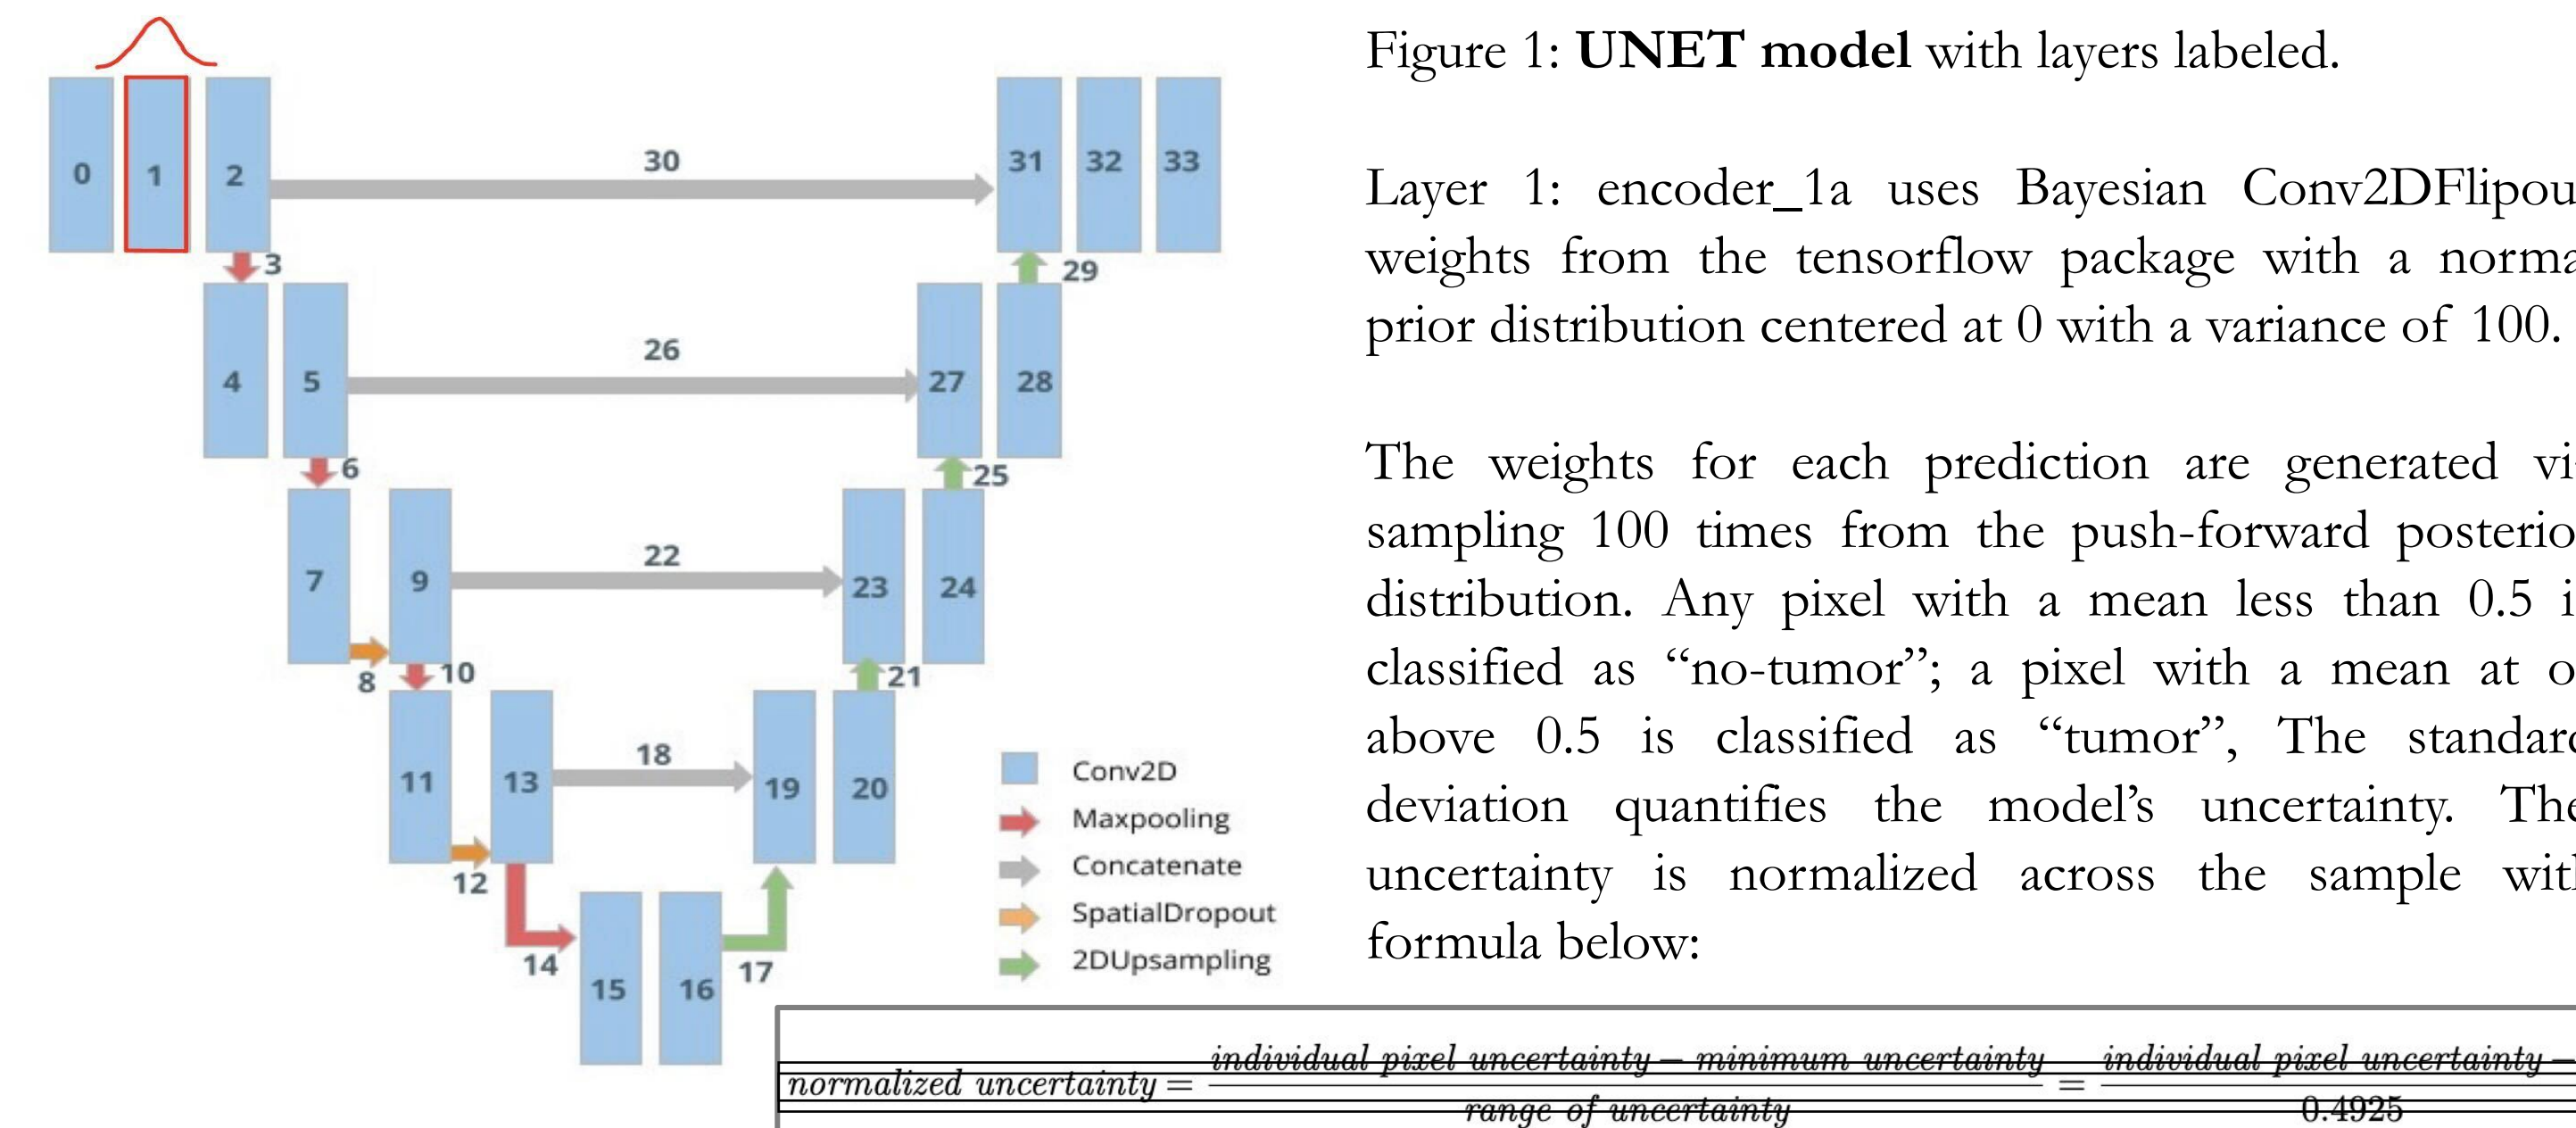 0
1
2
30
31
32
33
3
29
4
5
26
27
28
6
25
7
9
22
23
24
8
10
21
11
13
18
19
20
12
14
15
16
17
Conv2D
Maxpooling
Concatenate
SpatialDropout
2DUpsampling
Figure 1: UNET model with layers labeled.
Layer 1: encoder_1a uses Bayesian Conv2DFlipou
weights from the tensorflow package with a norma
prior distribution centered at 0 with a variance of 100.
The weights for each prediction are generated vi
sampling 100 times from the push-forward posterio
distribution. Any pixel with a mean less than 0.5 i
classified as “no-tumor”; a pixel with a mean at o
above 0.5 is classified as “tumor”, The standard
deviation quantifies the model’s uncertainty. The
uncertainty is normalized across the sample with
formula below:
normalized uncertainty = individual pixel uncertainty − minimum uncertainty / range of uncertainty = individual pixel uncertainty − / 0.4925